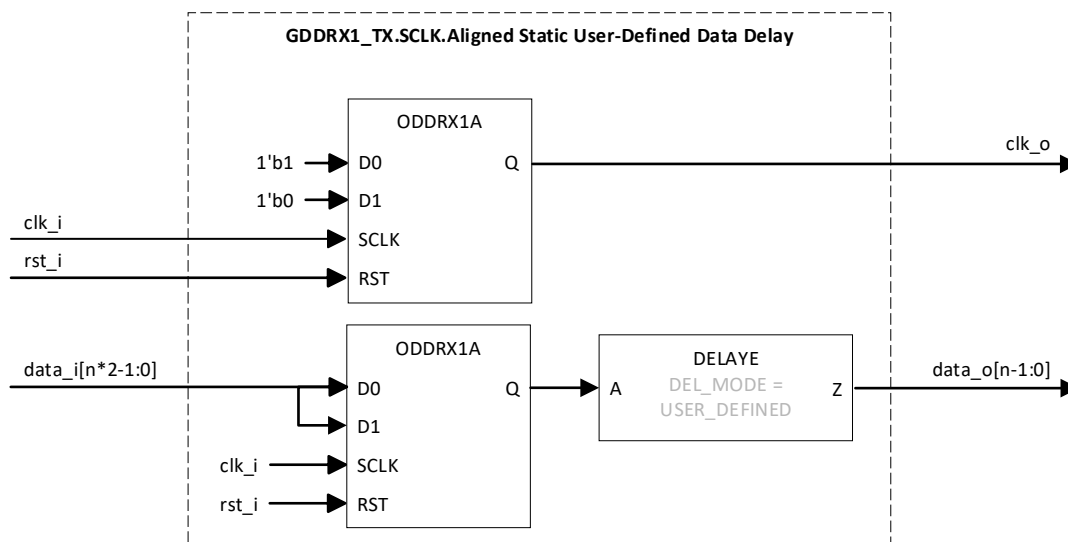 GDDRX1_TX.SCLK.Aligned Static User-Defined Data Delay
ODDRX1A
1'b1
D0
Q
clk_o
1'b0
D1
clk_i
SCLK
rst_i
RST
ODDRX1A
data_i[n*2-1:0]
D0
Q
D1
clk_i
SCLK
rst_i
RST
DELAYE
DEL_MODE =
USER_DEFINED
A
Z
data_o[n-1:0]